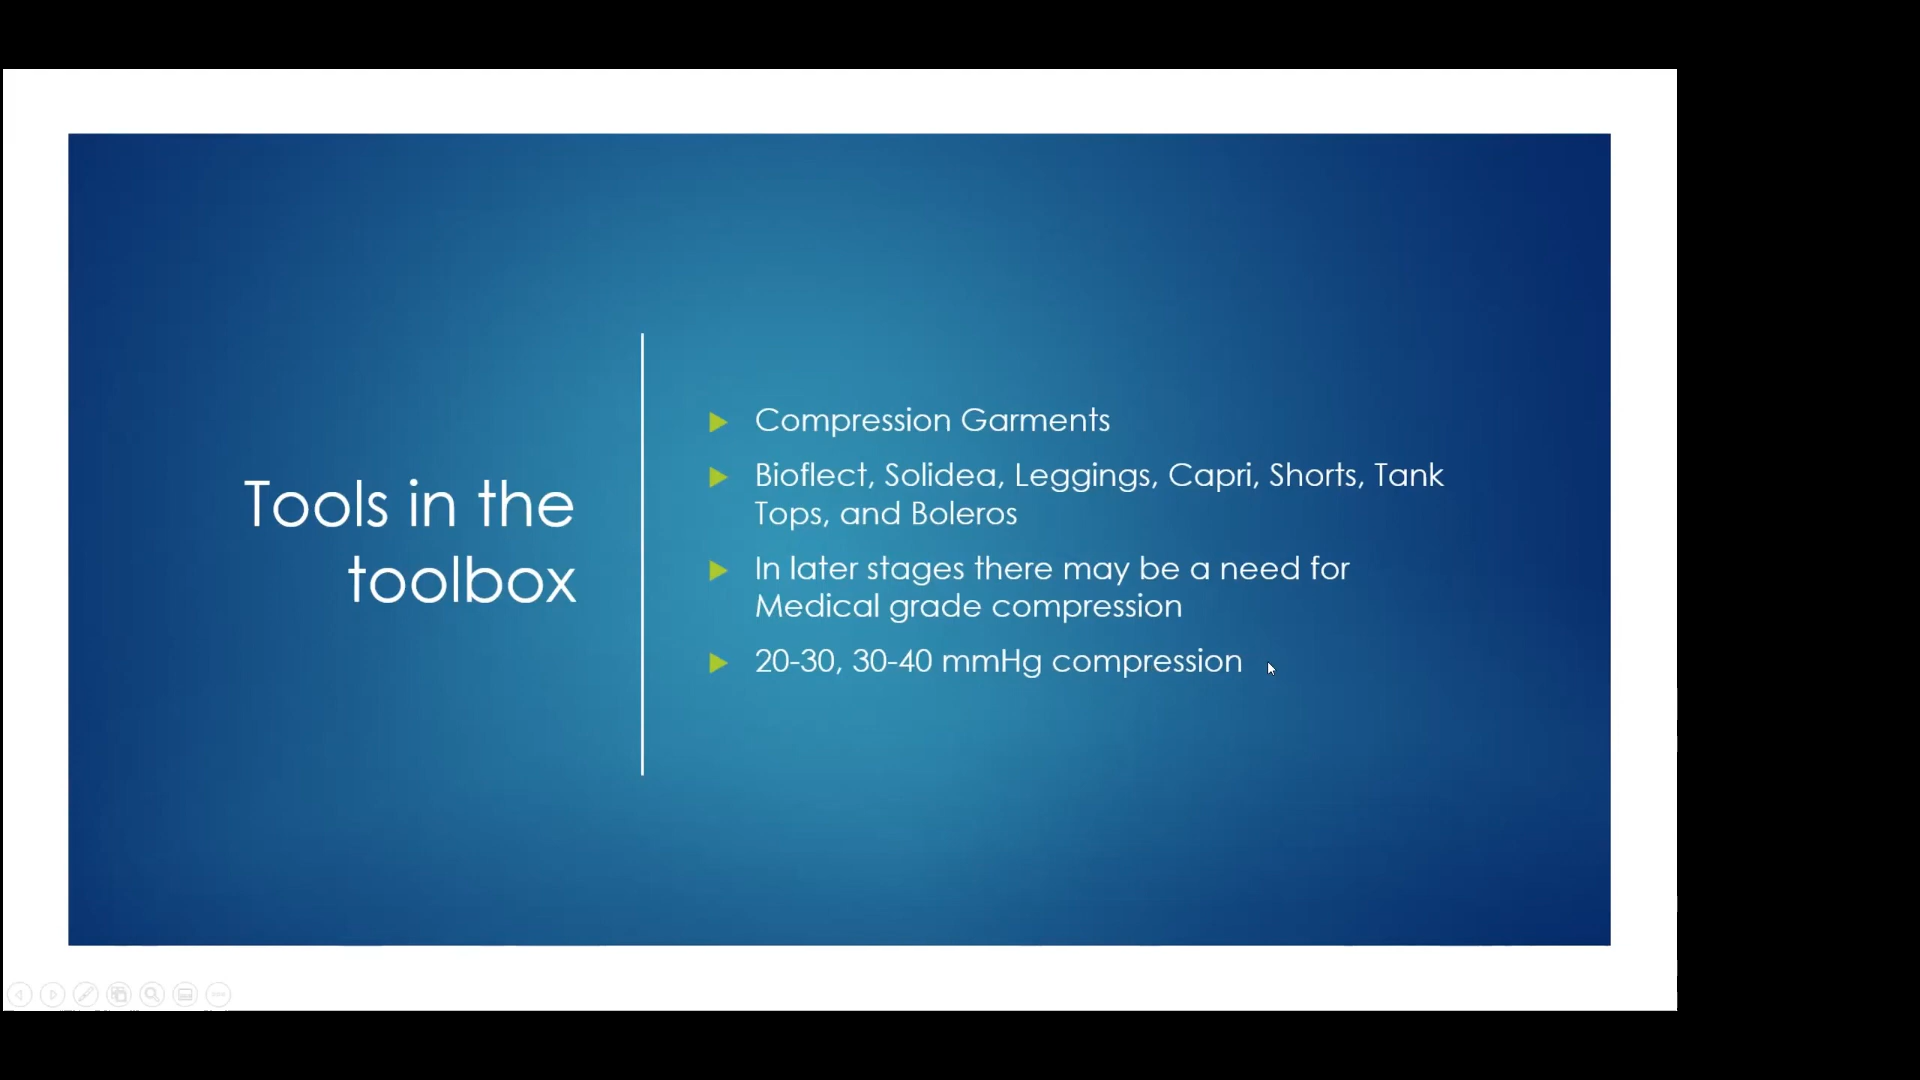 Tools in the
toolbox
Compression Garments
Bioflect, Solidea, Leggings, Capri, Shorts, Tank
Tops, and Boleros
In later stages there may be a need for
Medical grade compression
20-30, 30-40 mmHg compression